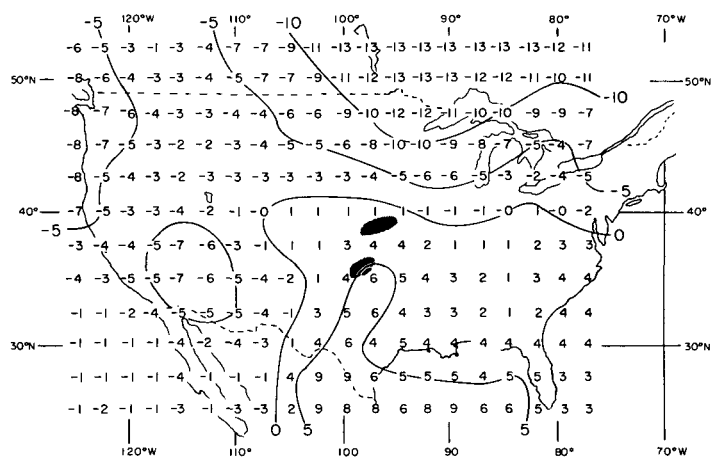 -5 120°W 110°W -5 -10 100°W 90°W 80°W 70°W
-6 -5 -3 -1 -3 -4 -7 -7 -9 -11 -13 -13 -13 -13 -13 -13 -12 -11
50°N -8 -6 -4 -3 -3 -4 -5 -7 -7 -9 -11 -12 -12 -12 -12 -11 -10 -11 50°N
-8 -7 -6 -4 -3 -3 -4 -4 -6 -6 -9 -10 -12 -12 -11 -10 -10 -9 -9 -7 -10
-8 -5 -7 -3 -2 -2 -3 -4 -5 -5 -6 -8 -10 -10 -9 -8 -7 -5 -4 -7
-8 -5 -4 -3 -2 -3 -3 -3 -3 -3 -3 -4 -5 -6 -6 -5 -3 -2 -4 -5 -5
40°N -7 -5 -3 -3 -4 -2 -1 0 1 1 1 1 -1 -1 -1 -0 0 -2 40°N
-5 0
-3 -4 -4 -5 -7 -6 -3 -1 1 1 3 4 4 2 1 1 1 2 3 3
-4 -3 -5 -5 -7 -6 -5 -4 -2 1 4 6 5 4 3 2 1 3 4 4
-1 -1 -2 -4 -5 -5 -5 -4 -1 3 5 6 4 3 3 2 1 2 4 4
30°N -1 -1 -2 -2 -3 -4 -2 -4 -3 1 4 6 4 5 4 4 4 4 4 4 30°N
-1 -1 -1 -1 -4 -1 -1 -1 4 9 9 6 5 5 5 4 5 3 3
-1 -2 -1 -1 -3 -3 -3 -3 2 9 8 8 6 8 9 6 6 5 3 3
120°W 110°W 0 5 100°W 90°W 5 80°W 70°W